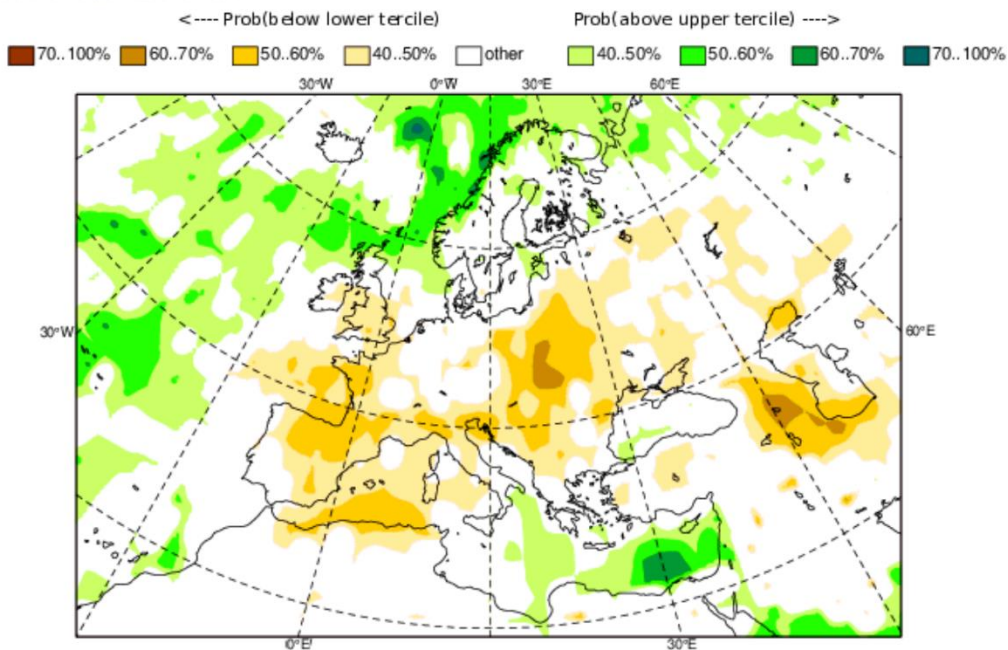 <---- Prob(below lower tercile) Prob(above upper tercile) ---->
70..100% 60..70% 50..60% 40..50% other 40..50% 50..60% 60..70% 70..100%
30°W 0°W 30°E 60°E
30°W 60°E
0°E 30°E